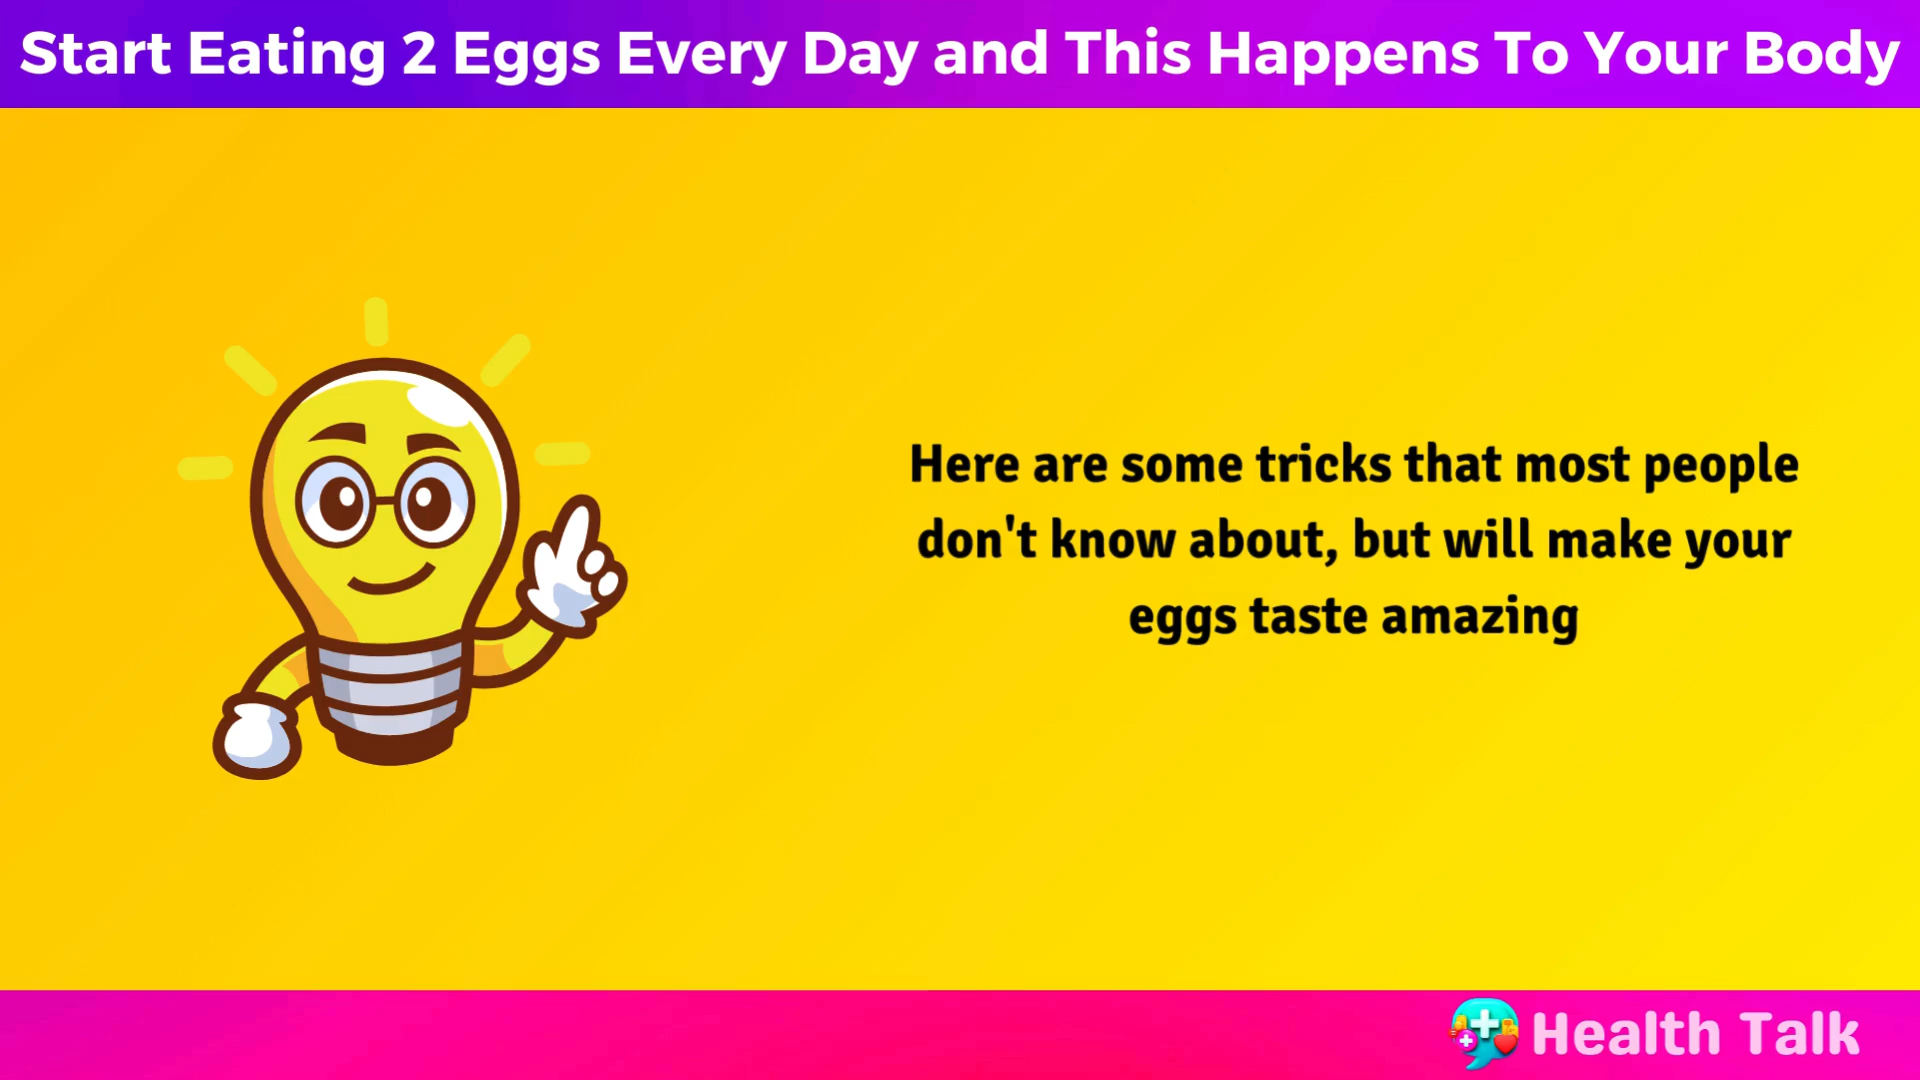 Start Eating 2 Eggs Every Day and This Happens To Your Body
Here are some tricks that most people
don't know about, but will make your
eggs taste amazing
Health Talk